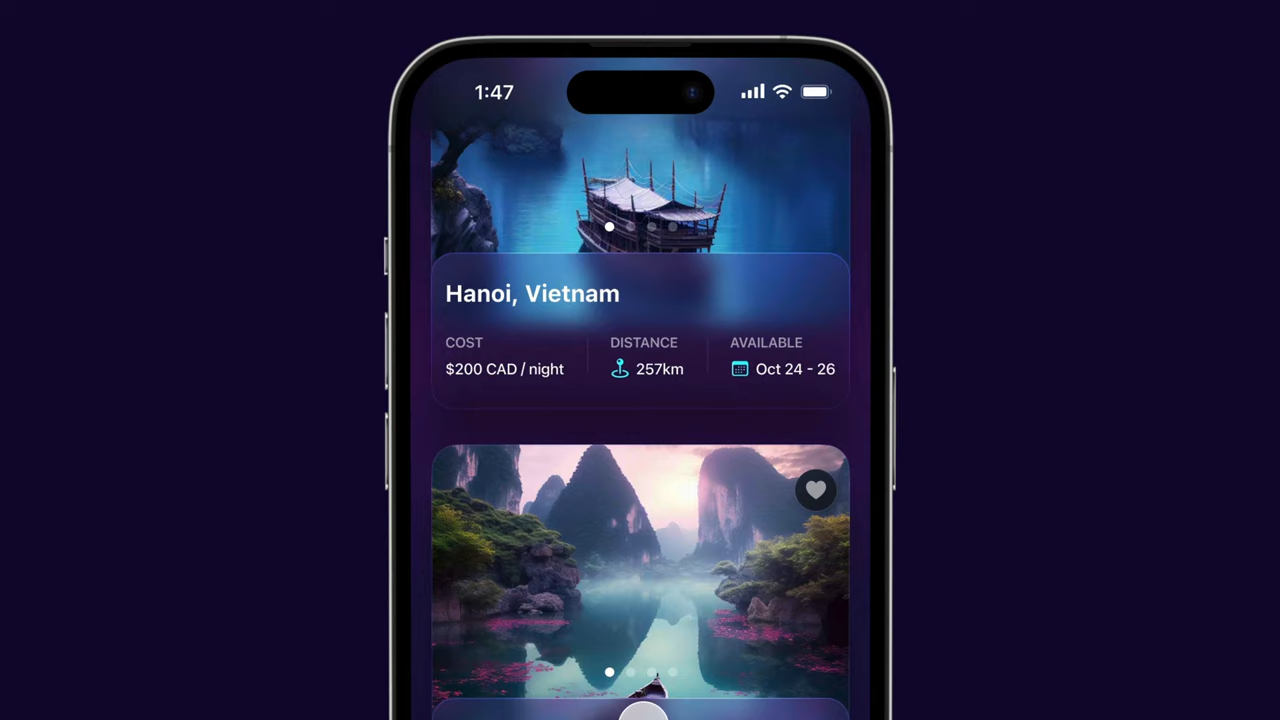 1:47
Hanoi, Vietnam
COST DISTANCE AVAILABLE
$200 CAD / night 257km Oct 24 - 26